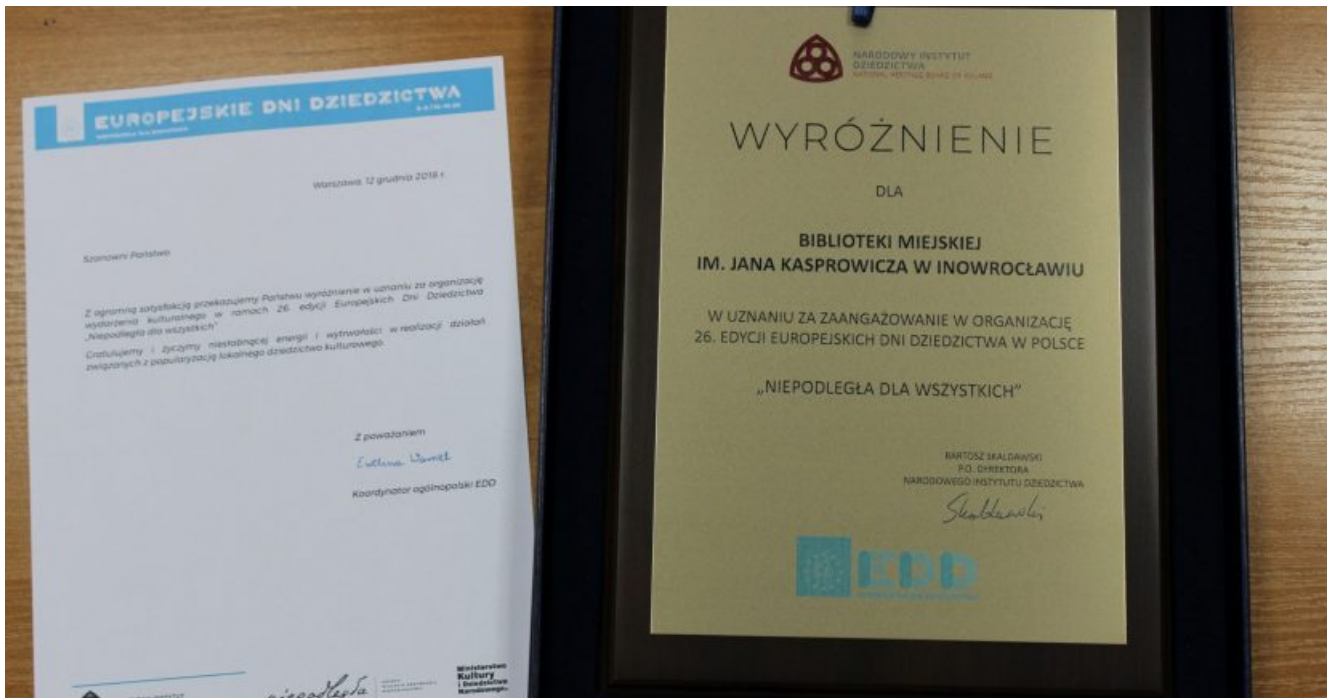 EUROPEJSKIE DNI DZIEDZICTWA
Warszawa, 12 grudnia 2018 r.
Szanowni Państwo
Z ogromną satysfakcją przekazujemy Państwu wyróżnienie w uznaniu za organizację
wydarzenia kulturalnego w ramach 26. edycji Europejskich Dni Dziedzictwa
„Niepodległa dla wszystkich”
Gratulujemy i życzymy niesłabnącej energii i wytrwałości w realizacji działań
związanych z popularyzacją lokalnego dziedzictwa kulturowego.
Z poważaniem
Ewelina
Koordynator ogólnopolski EDD
niepodległa
Ministerstwo
Kultury
i Dziedzictwa
Narodowego
NARODOWY INSTYTUT
DZIEDZICTWA
NATIONAL HERITAGE BOARD OF POLAND
WYRÓŻNIENIE
DLA
BIBLIOTEKI MIEJSKIEJ
IM. JANA KASPROWICZA W INOWROCŁAWIU
W UZNANIU ZA ZAANGAŻOWANIE W ORGANIZACJĘ
26. EDYCJI EUROPEJSKICH DNI DZIEDZICTWA W POLSCE
„NIEPODLEGŁA DLA WSZYSTKICH”
BARTOSZ SKALDAWSKI
P.O. DYREKTORA
NARODOWEGO INSTYTUTU DZIEDZICTWA
Skaldawski
EDD